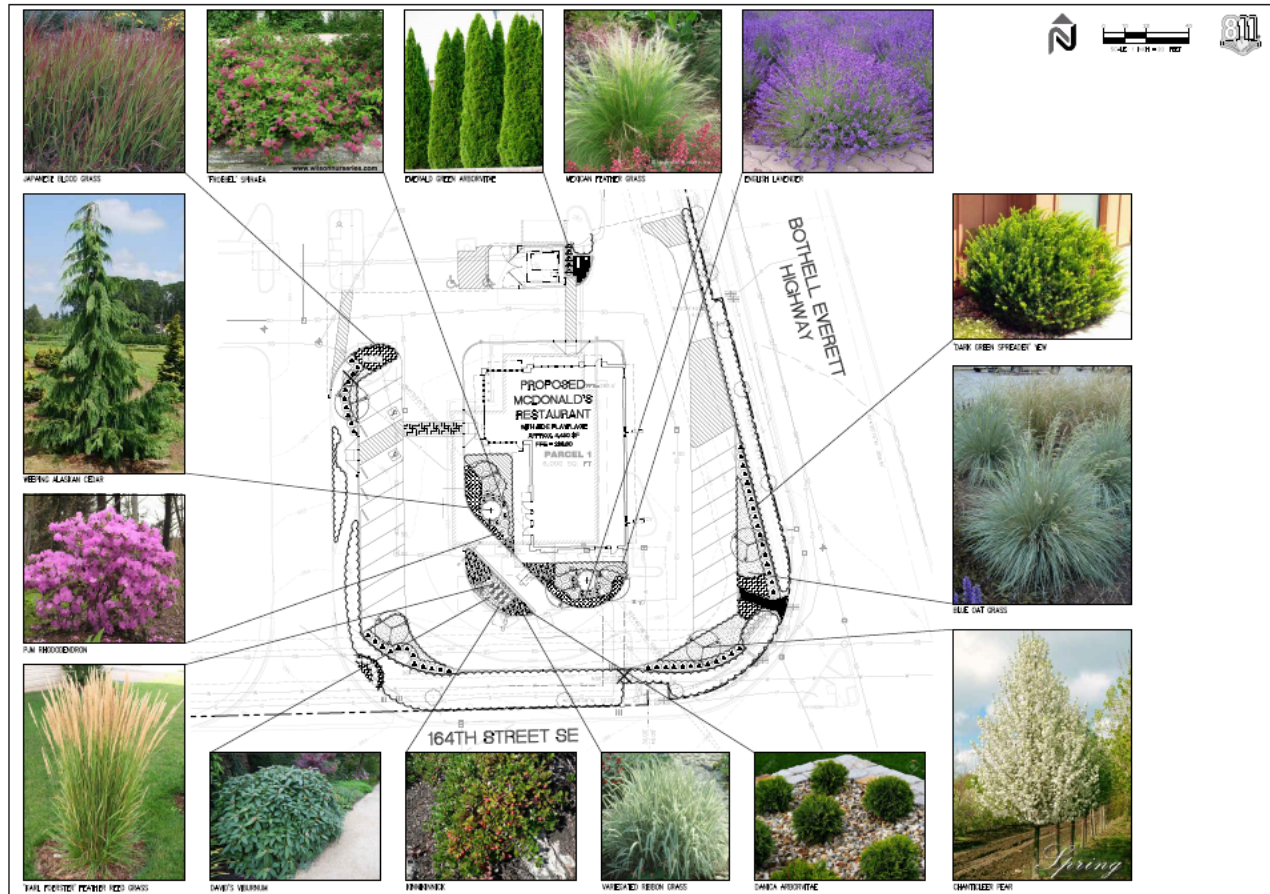 N
811
JAPANESE BLOOD GRASS
www.wilsonnurseries.com
'FROEBEL' SPIRAEA
EMERALD GREEN ARBORVITAE
MEXICAN FEATHER GRASS
ENGLISH LAVENDER
WEEPING ALASKAN CEDAR
BOTHELL EVERETT
HIGHWAY
'DARK GREEN SPREADER' YEW
PROPOSED
MCDONALD'S
RESTAURANT
PARCEL 1
PJM RHODODENDRON
BLUE OAT GRASS
164TH STREET SE
'KARL FOERSTER' FEATHER REED GRASS
DAVID'S VIBURNUM
KINNIKINNICK
VARIEGATED RIBBON GRASS
DANICA ARBORVITAE
Spring
CHANTICLEER PEAR